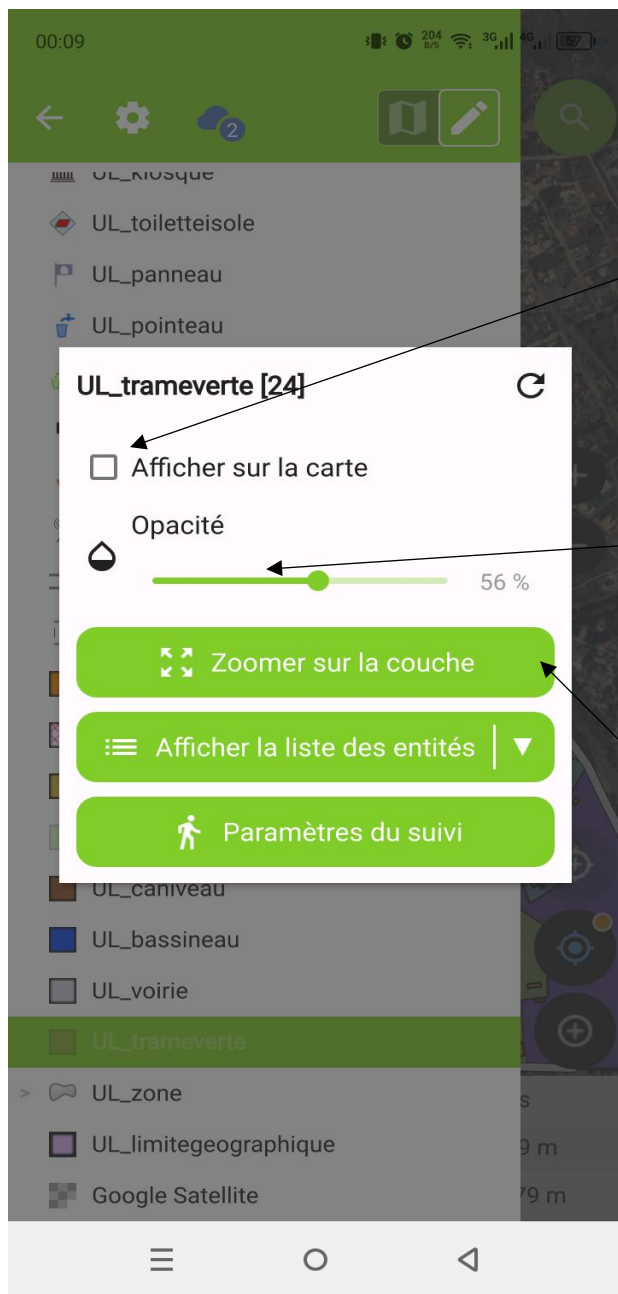 00:09 204 B/S 3G 4G 57
2
UL_kiosque
UL_toiletteisole
UL_panneau
UL_pointeau
UL_trameverte [24]
Afficher sur la carte
Opacité
56 %
Zoomer sur la couche
Afficher la liste des entités
Paramètres du suivi
UL_caniveau
UL_bassineau
UL_voirie
UL_trameverte
> UL_zone
s
UL_limitegeographique
9 m
Google Satellite
79 m